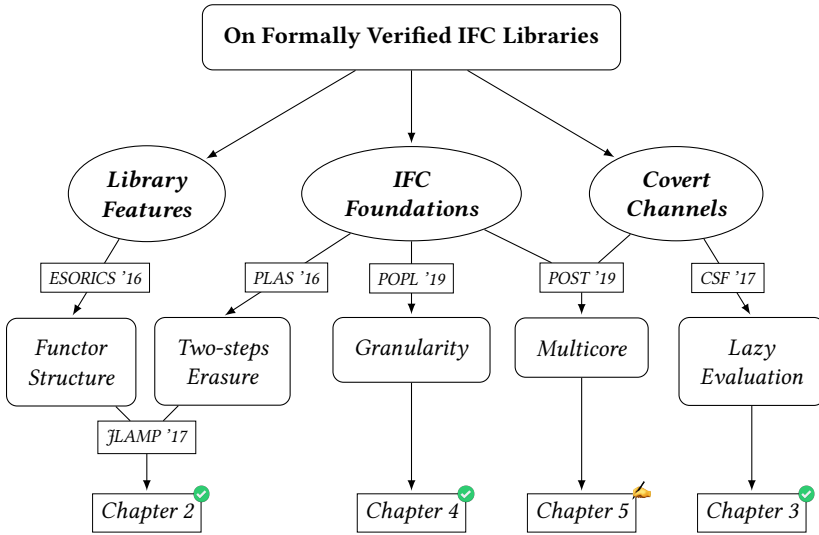 On Formally Verified IFC Libraries
Library
Features
IFC
Foundations
Covert
Channels
ESORICS '16
PLAS '16
POPL '19
POST '19
CSF '17
Functor
Structure
Two-steps
Erasure
Granularity
Multicore
Lazy
Evaluation
JLAMP '17
Chapter 2
Chapter 4
Chapter 5
Chapter 3